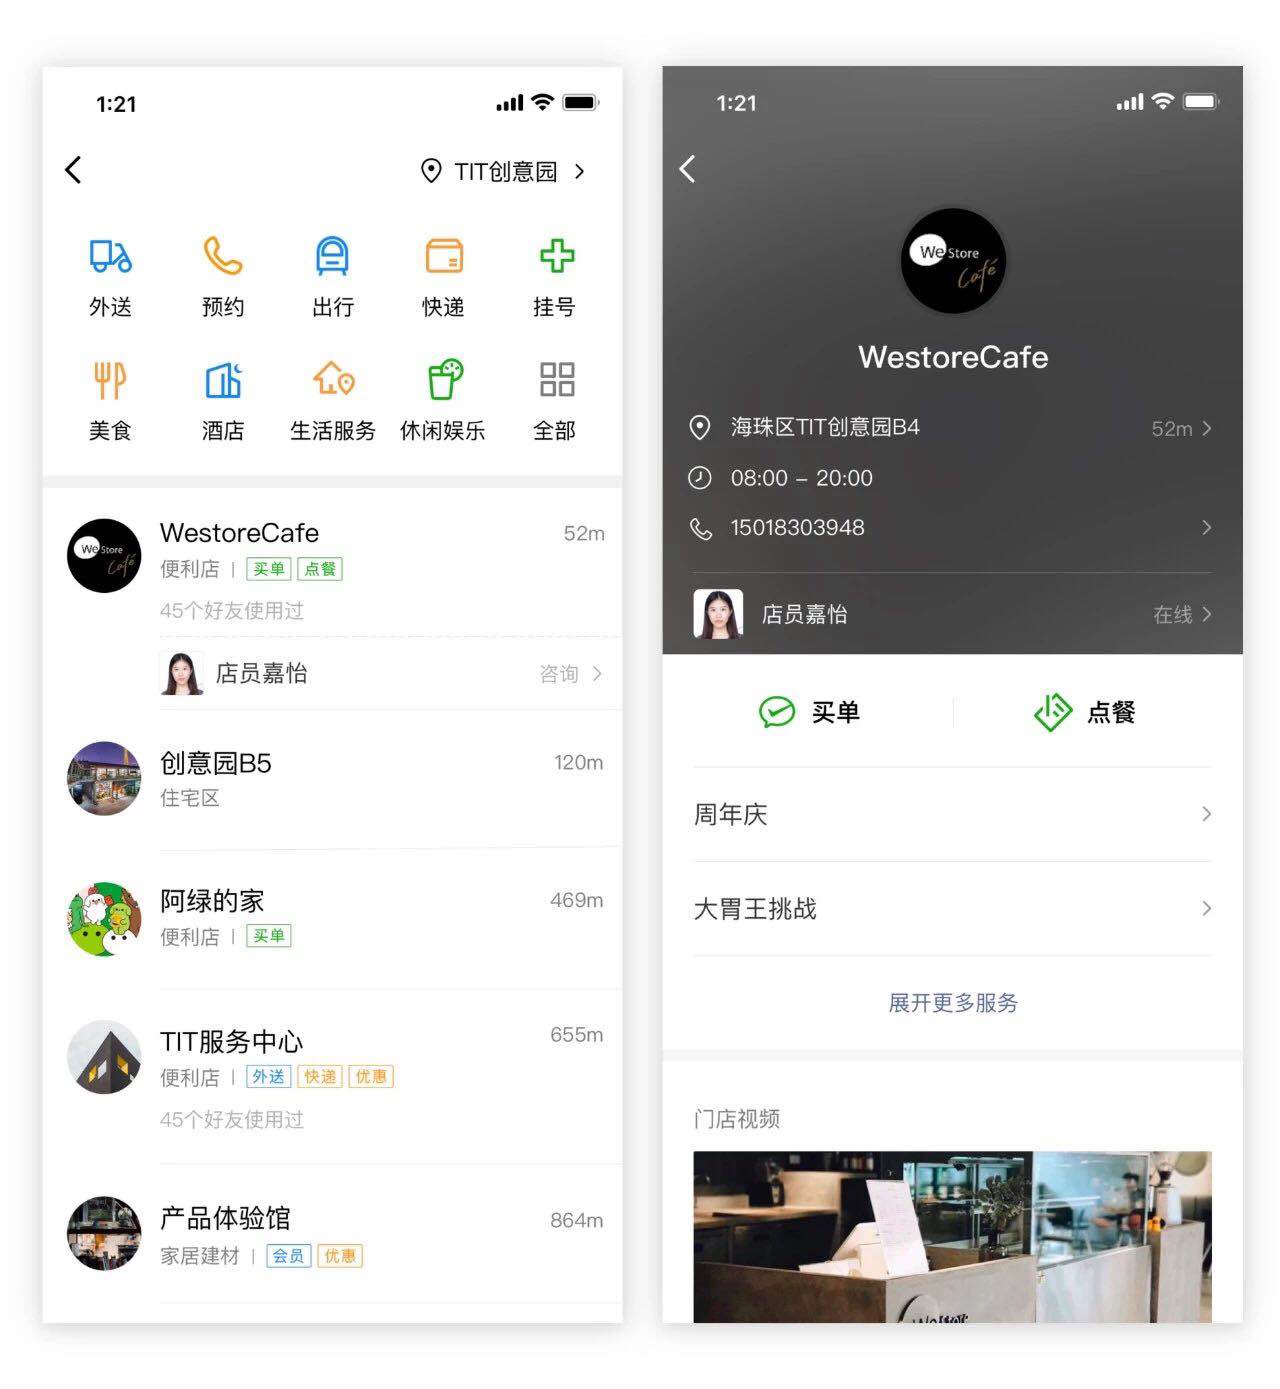 1:21
TIT创意园
外送
预约
出行
快递
挂号
美食
酒店
生活服务
休闲娱乐
全部
We Store
Café
WestoreCafe
52m
便利店 | 买单 点餐
45个好友使用过
店员嘉怡
咨询
创意园B5
120m
住宅区
阿绿的家
469m
便利店 | 买单
TIT服务中心
655m
便利店 | 外送 快递 优惠
45个好友使用过
产品体验馆
864m
家居建材 | 会员 优惠
1:21
We Store
Café
WestoreCafe
海珠区TIT创意园B4
52m
08:00 – 20:00
15018303948
店员嘉怡
在线
买单
点餐
周年庆
大胃王挑战
展开更多服务
门店视频